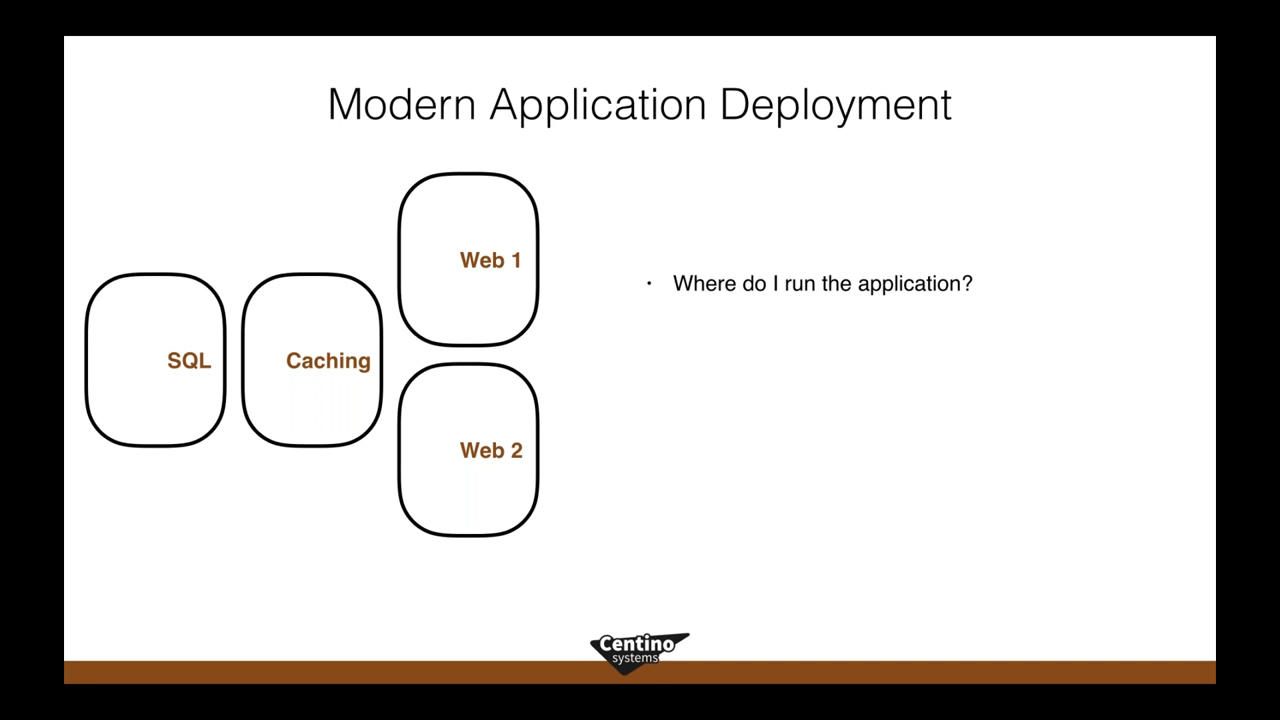 Modern Application Deployment
Web 1
• Where do I run the application?
SQL
Caching
Web 2
Centino
systems